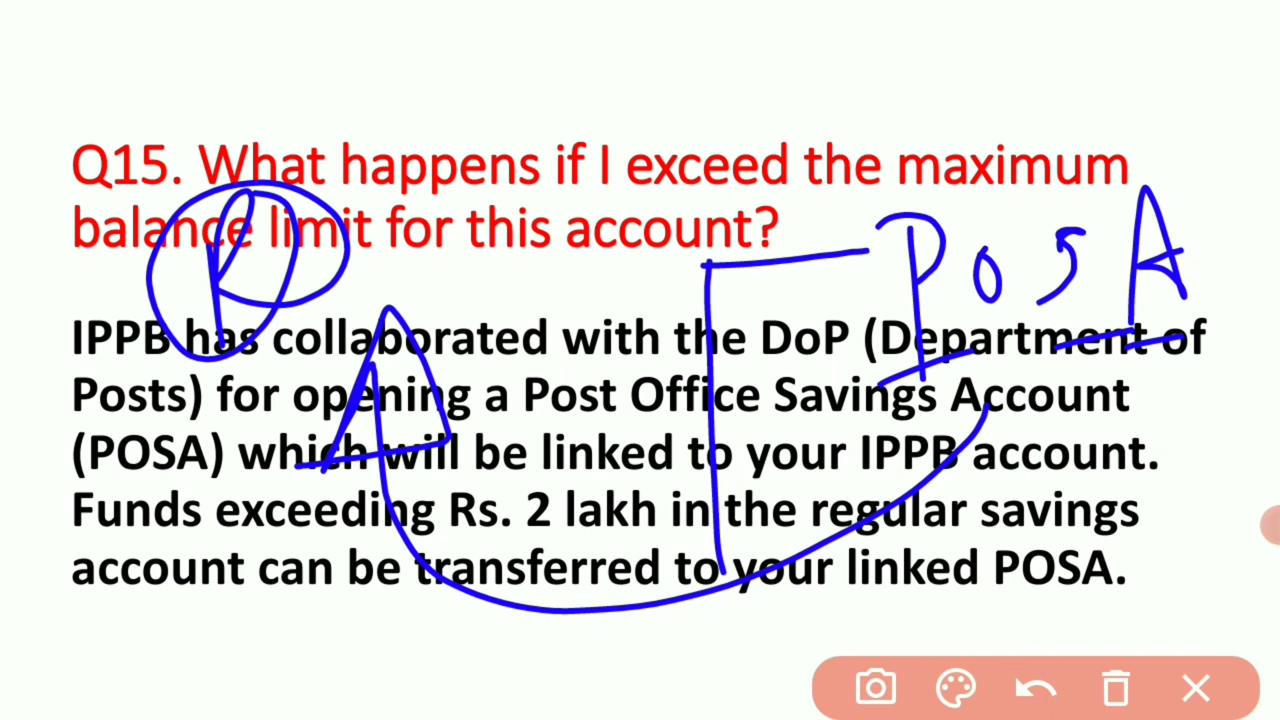 Q15. What happens if I exceed the maximum
balance limit for this account?
P
POSA
IPPB has collaborated with the DoP (Department of
Posts) for opening a Post Office Savings Account
(POSA) which will be linked to your IPPB account.
Funds exceeding Rs. 2 lakh in the regular savings
account can be transferred to your linked POSA.